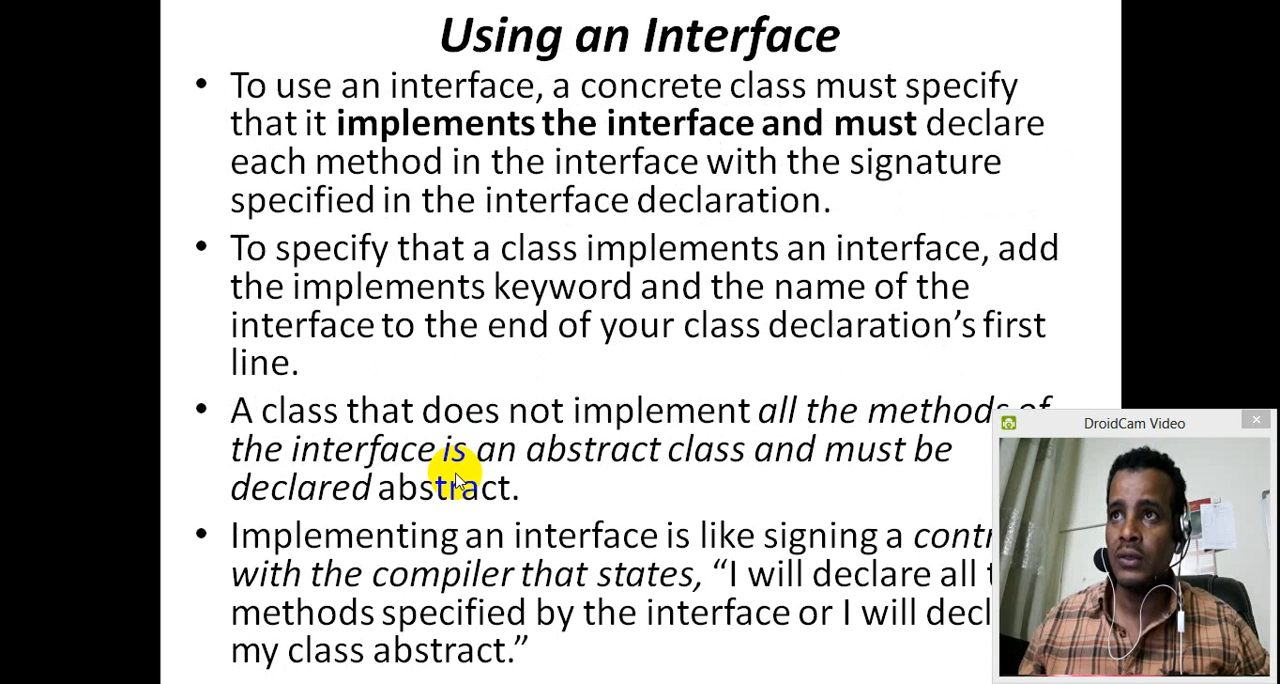 Using an Interface
• To use an interface, a concrete class must specify
that it implements the interface and must declare
each method in the interface with the signature
specified in the interface declaration.
• To specify that a class implements an interface, add
the implements keyword and the name of the
interface to the end of your class declaration’s first
line.
• A class that does not implement all the methods of
the interface is an abstract class and must be
declared abstract.
DroidCam Video
• Implementing an interface is like signing a
with the compiler that states, “I will declare all
methods specified by the interface or I will
my class abstract.”